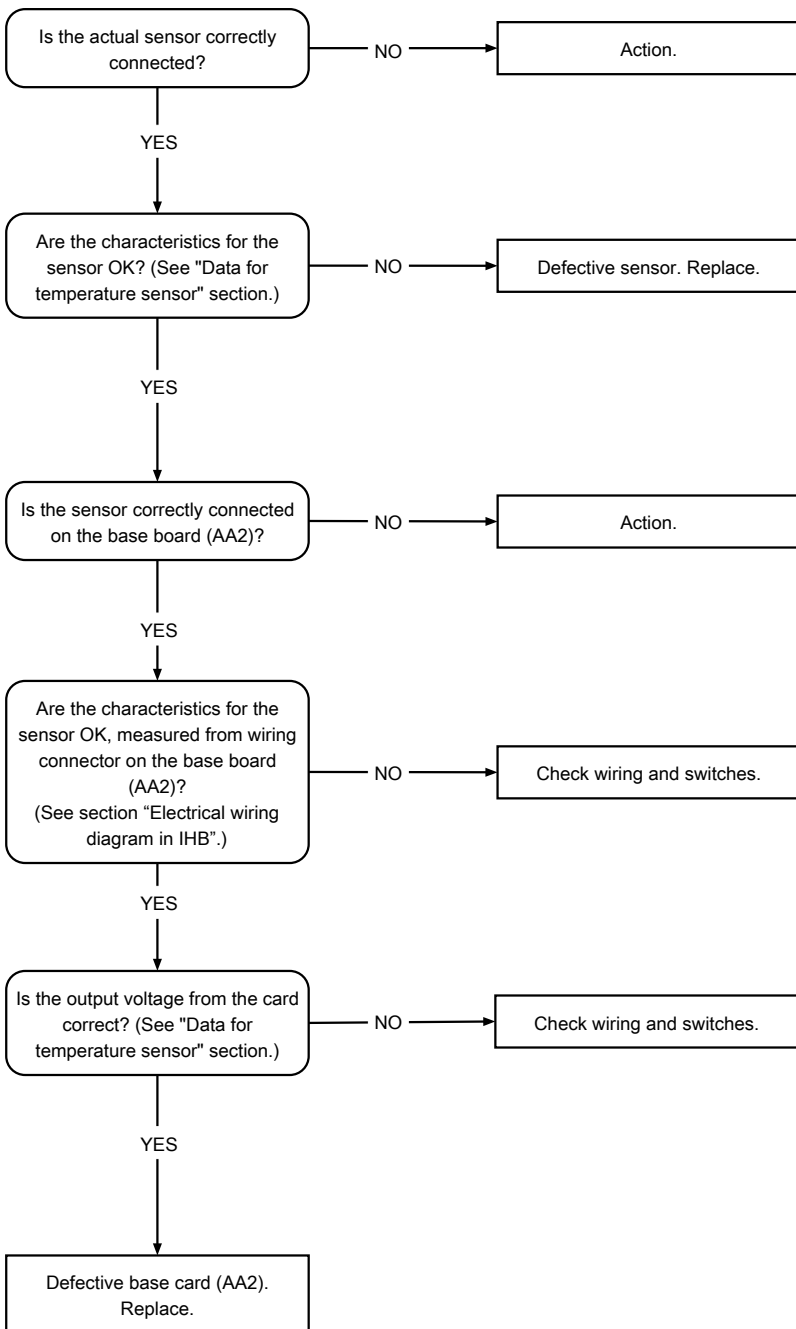 Is the actual sensor correctly
connected?
NO
Action.
YES
Are the characteristics for the
sensor OK? (See "Data for
temperature sensor" section.)
NO
Defective sensor. Replace.
YES
Is the sensor correctly connected
on the base board (AA2)?
NO
Action.
YES
Are the characteristics for the
sensor OK, measured from wiring
connector on the base board
(AA2)?
(See section “Electrical wiring
diagram in IHB”.)
NO
Check wiring and switches.
YES
Is the output voltage from the card
correct? (See "Data for
temperature sensor" section.)
NO
Check wiring and switches.
YES
Defective base card (AA2).
Replace.